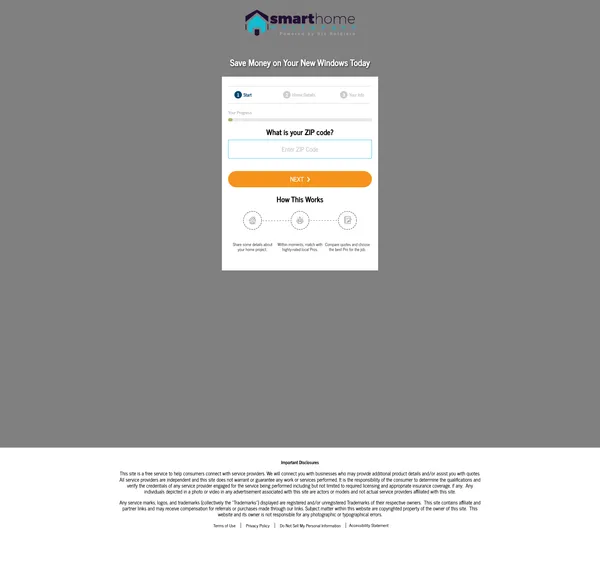 smarthome
Powered by
Save Money on Your New Windows Today
1 Start 2 Home Details 3 Your Info
Your Progress
What is your ZIP code?
Enter ZIP Code
NEXT
How This Works
Share some details about
your home project.
Within moments, match with
highly-rated local Pros.
Compare quotes and choose
the best Pro for the job.
Important Disclosures
This site is a free service to help consumers connect with service providers. We will connect you with businesses who may provide additional product details and/or assist you with quotes.
All service providers are independent and this site does not warrant or guarantee any work or services performed. It is the responsibility of the consumer to determine the qualifications and
verify the credentials of any service provider engaged for the service being performed including but not limited to required licensing and appropriate insurance coverage, if any. Any
individuals depicted in a photo or video in any advertisement associated with this site are actors or models and not actual service providers affiliated with this site.
Any service marks, logos, and trademarks (collectively the "Trademarks") displayed are registered and/or unregistered Trademarks of their respective owners. This site contains affiliate and
partner links and may receive compensation for referrals or purchases made through our links. Subject matter within this website are copyrighted property of the owner of this site. This
website and its owner is not responsible for any photographic or typographical errors.
Terms of Use | Privacy Policy | Do Not Sell My Personal Information | Accessibility Statement